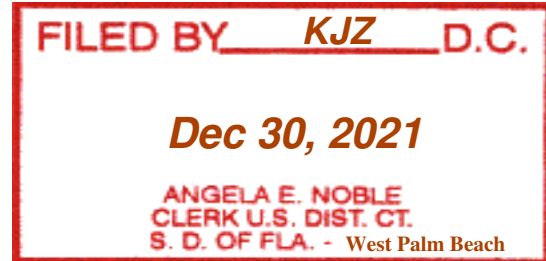 FILED BY KJZ D.C.
Dec 30, 2021
ANGELA E. NOBLE
CLERK U.S. DIST. CT.
S. D. OF FLA. - West Palm Beach